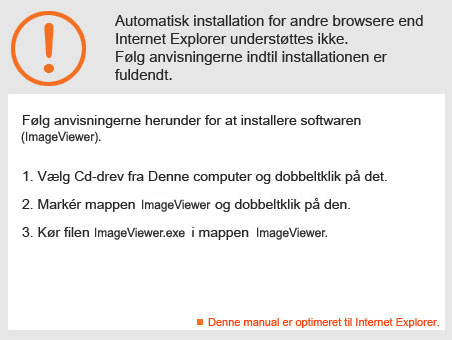 Automatisk installation for andre browsere end
Internet Explorer understøttes ikke.
Følg anvisningerne indtil installationen er
fuldendt.
Følg anvisningerne herunder for at installere softwaren
(ImageViewer).
1. Vælg Cd-drev fra Denne computer og dobbeltklik på det.
2. Markér mappen ImageViewer og dobbeltklik på den.
3. Kør filen ImageViewer.exe i mappen ImageViewer.
Denne manual er optimeret til Internet Explorer.